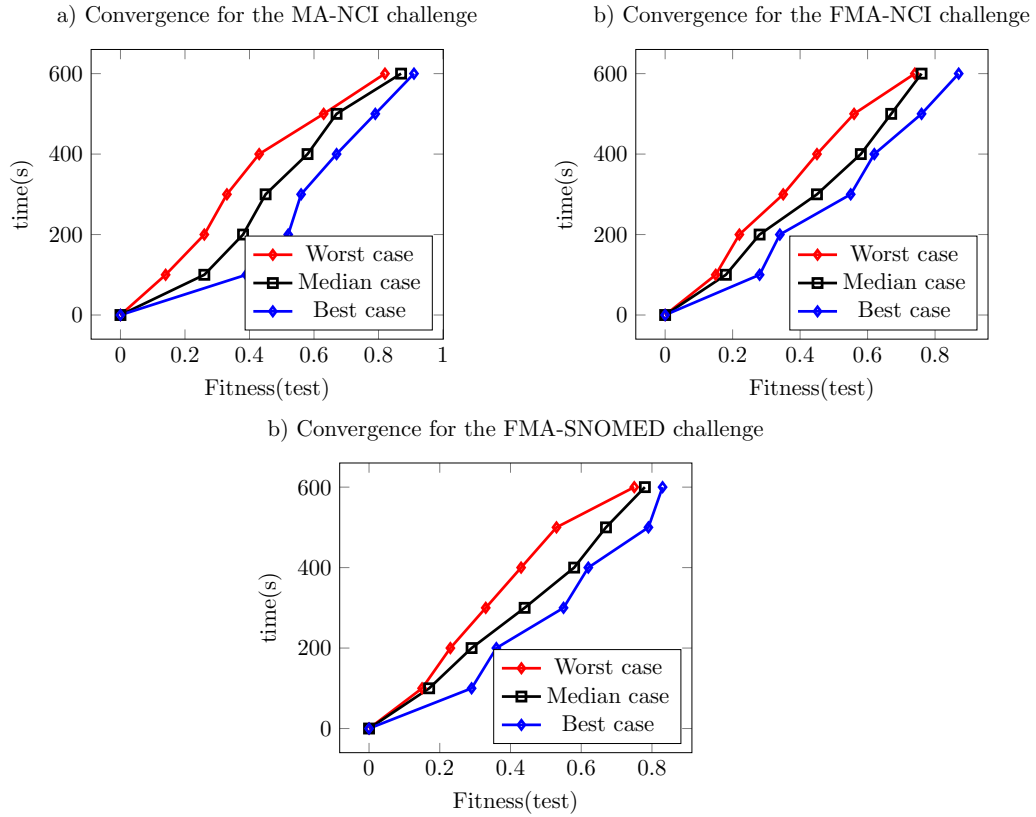 a) Convergence for the MA-NCI challenge
600
400
200
0
time(s)
Worst case
Median case
Best case
0 0.2 0.4 0.6 0.8 1
Fitness(test)
b) Convergence for the FMA-NCI challenge
600
400
200
0
time(s)
Worst case
Median case
Best case
0 0.2 0.4 0.6 0.8
Fitness(test)
b) Convergence for the FMA-SNOMED challenge
600
400
200
0
time(s)
Worst case
Median case
Best case
0 0.2 0.4 0.6 0.8
Fitness(test)